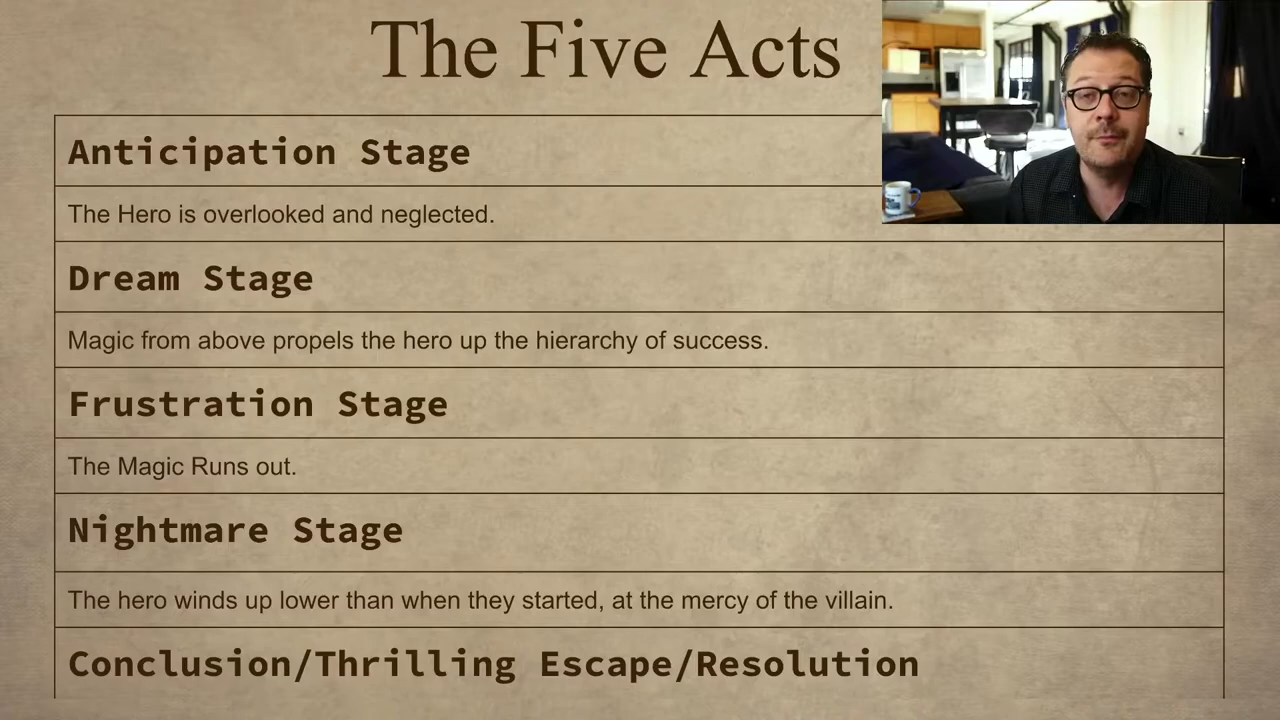 The Five Acts
Anticipation Stage
The Hero is overlooked and neglected.
Dream Stage
Magic from above propels the hero up the hierarchy of success.
Frustration Stage
The Magic Runs out.
Nightmare Stage
The hero winds up lower than when they started, at the mercy of the villain.
Conclusion/Thrilling Escape/Resolution